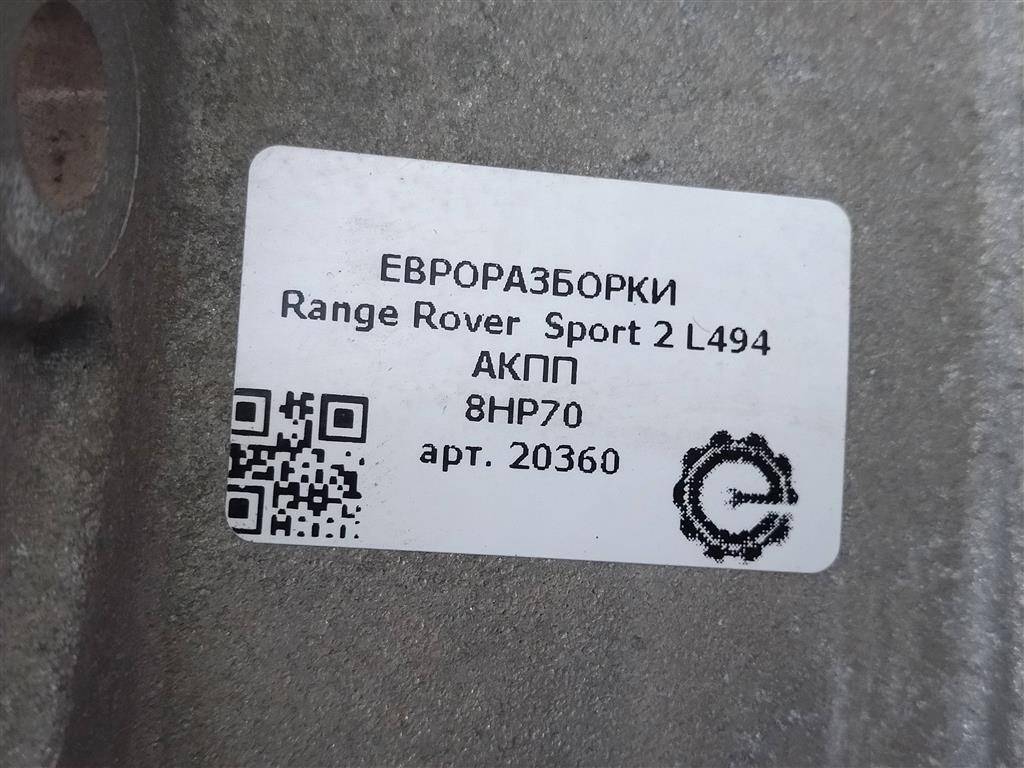 ЕВРОРАЗБОРКИ
Range Rover Sport 2 L494
АКПП
8HP70
арт. 20360